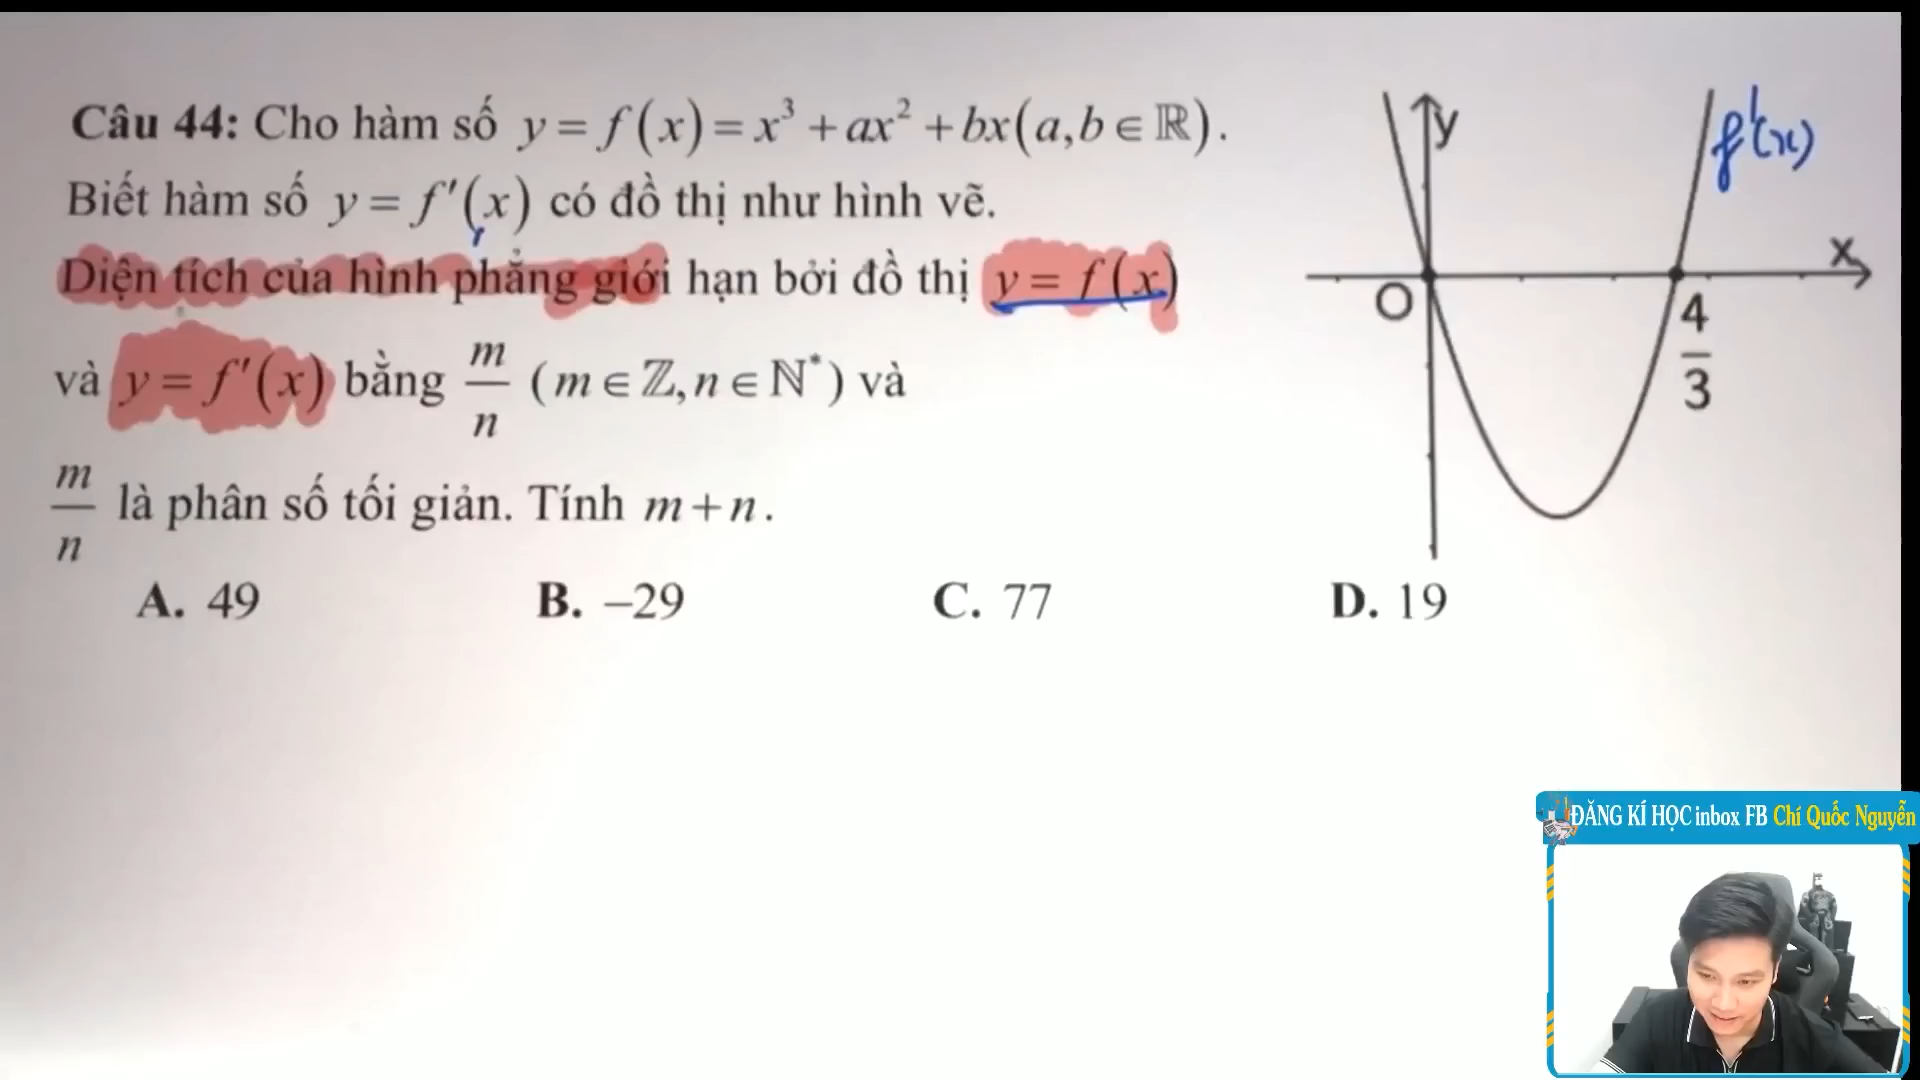 Câu 44: Cho hàm số y = f(x) = x³ + ax² + bx (a, b ∈ ℝ).
Biết hàm số y = f'(x) có đồ thị như hình vẽ.
Diện tích của hình phẳng giới hạn bởi đồ thị y = f(x)
và y = f'(x) bằng m/n (m ∈ ℤ, n ∈ ℕ*) và
m/n là phân số tối giản. Tính m + n.
A. 49 B. –29 C. 77 D. 19
y
f'(x)
x
O
4/3
ĐĂNG KÍ HỌC inbox FB Chí Quốc Nguyễn